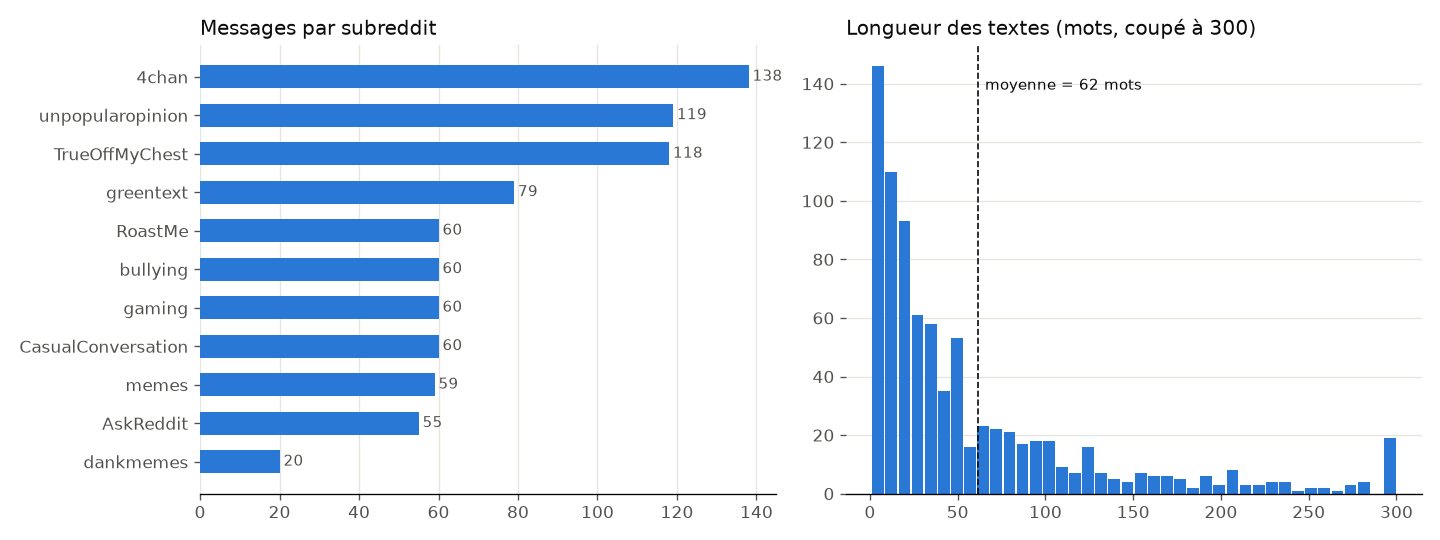 Messages par subreddit
4chan 138
unpopularopinion 119
TrueOffMyChest 118
greentext 79
RoastMe 60
bullying 60
gaming 60
CasualConversation 60
memes 59
AskReddit 55
dankmemes 20
0 20 40 60 80 100 120 140
Longueur des textes (mots, coupé à 300)
moyenne = 62 mots
140
120
100
80
60
40
20
0
0 50 100 150 200 250 300